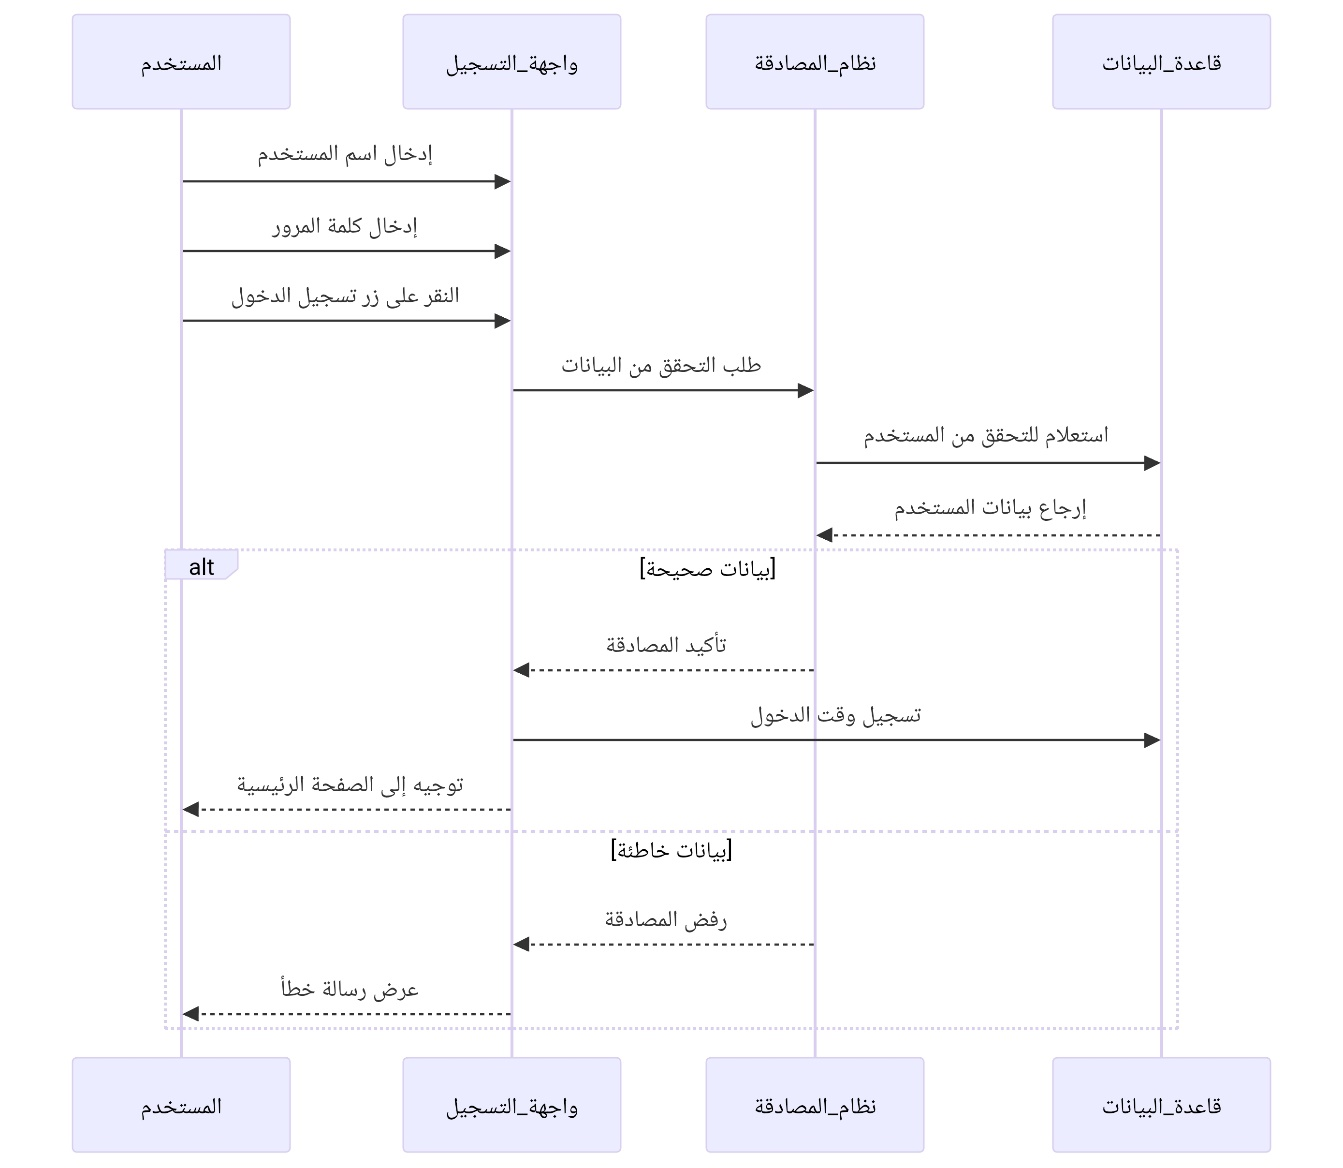 المستخدم
واجهة_التسجيل
نظام_المصادقة
قاعدة_البيانات
إدخال اسم المستخدم
إدخال كلمة المرور
النقر على زر تسجيل الدخول
طلب التحقق من البيانات
استعلام للتحقق من المستخدم
إرجاع بيانات المستخدم
alt
[بيانات صحيحة]
تأكيد المصادقة
تسجيل وقت الدخول
توجيه إلى الصفحة الرئيسية
[بيانات خاطئة]
رفض المصادقة
عرض رسالة خطأ
المستخدم
واجهة_التسجيل
نظام_المصادقة
قاعدة_البيانات